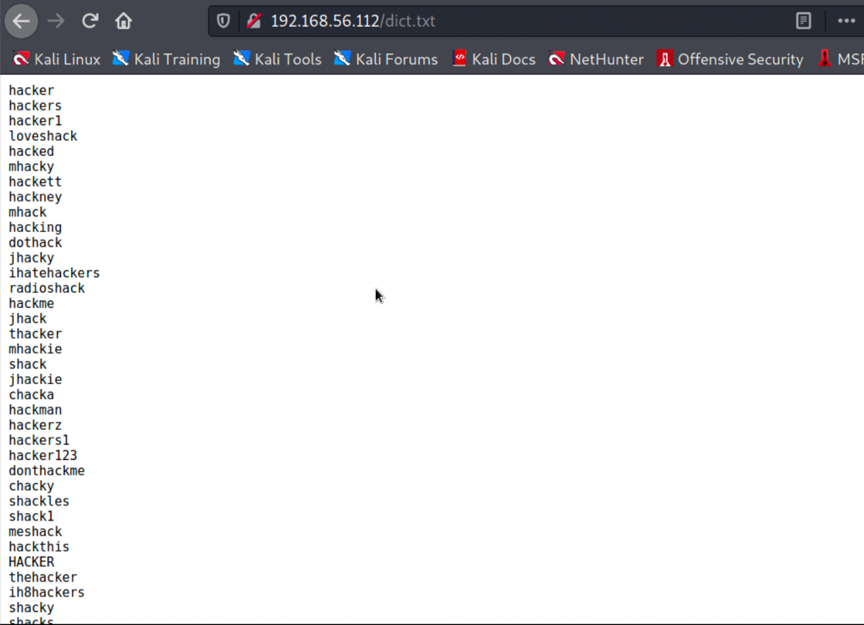 192.168.56.112/dict.txt
Kali Linux Kali Training Kali Tools Kali Forums Kali Docs NetHunter Offensive Security MSF
hacker
hackers
hacker1
loveshack
hacked
mhacky
hackett
hackney
mhack
hacking
dothack
jhacky
ihatehackers
radioshack
hackme
jhack
thacker
mhackie
shack
jhackie
chacka
hackman
hackerz
hackers1
hacker123
donthackme
chacky
shackles
shack1
meshack
hackthis
HACKER
thehacker
ih8hackers
shacky
shacks